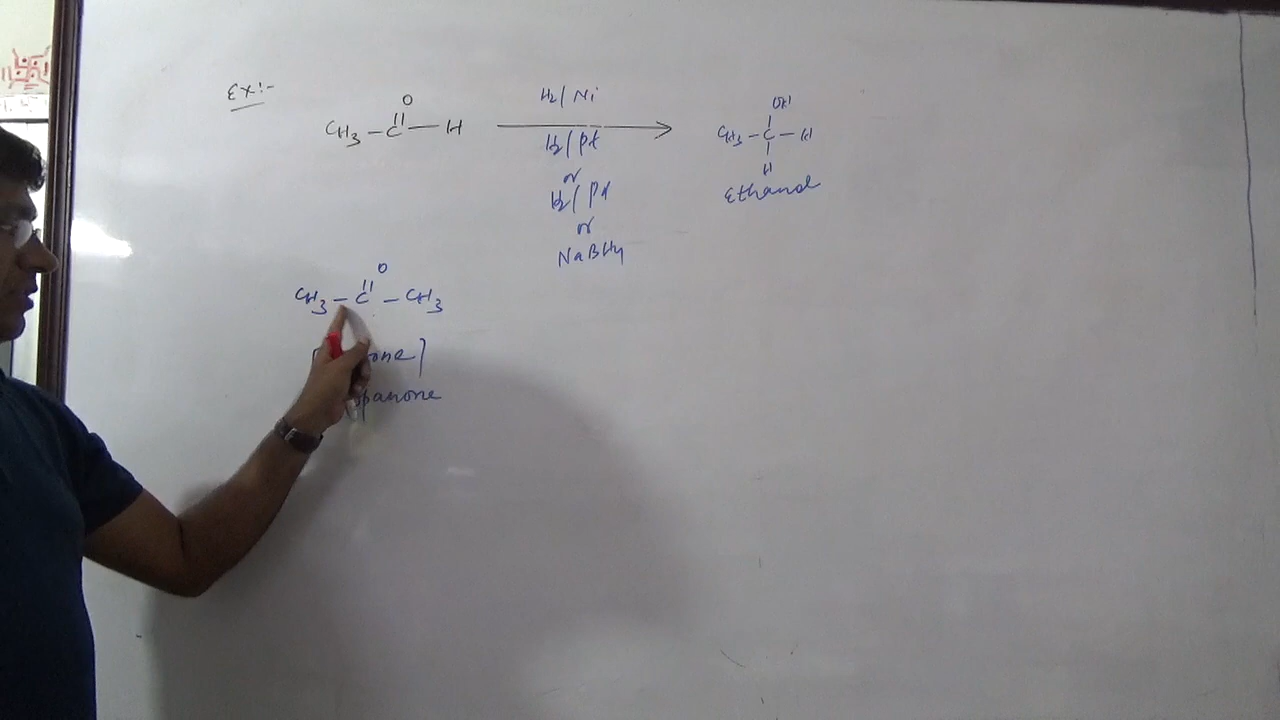 Ex:-
O
CH3 – C – H
H2/Ni
H2/Pt
or
H2/Pd
or
NaBH4
OH
CH3 – C – H
H
Ethanol
O
CH3 – C – CH3